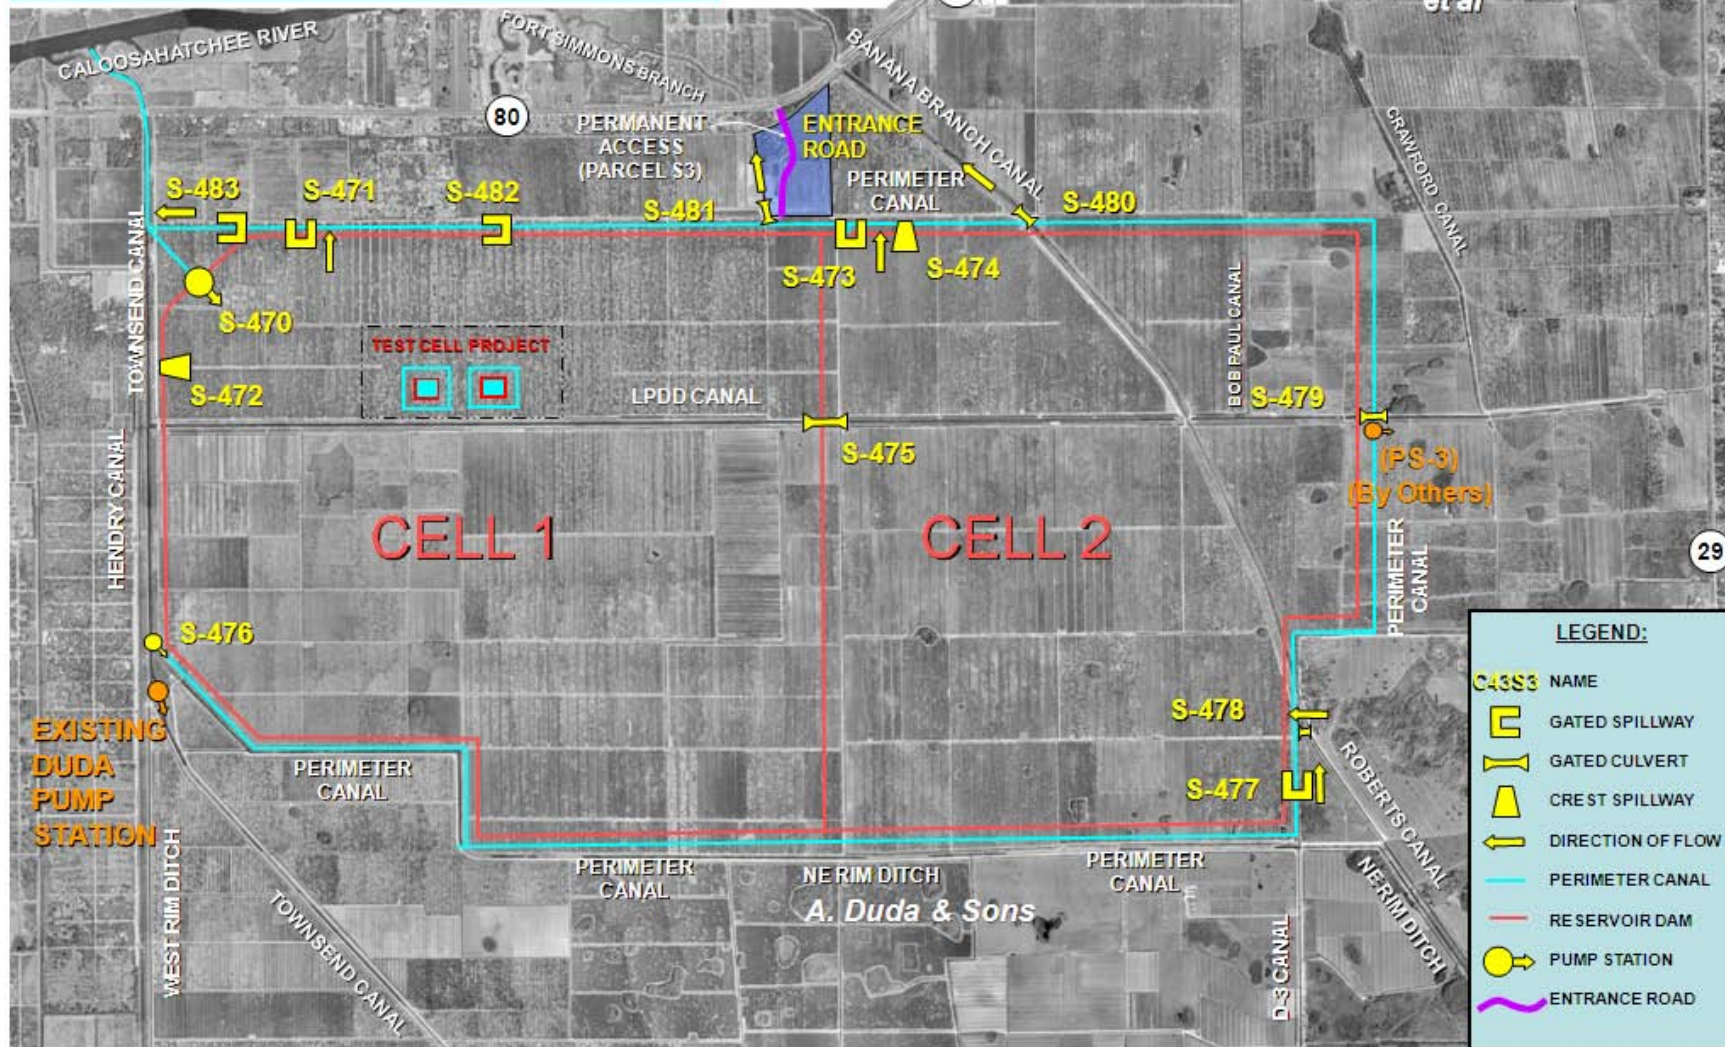 et al
CALOOSAHATCHEE RIVER
FORT SIMMONS BRANCH
BANANA BRANCH CANAL
80
PERMANENT
ACCESS
(PARCEL S3)
ENTRANCE
ROAD
CRAWFORD CANAL
PERIMETER
CANAL
S-483
S-471
S-482
S-481
S-480
TOWNSEND CANAL
S-473
S-474
S-470
BOB PAUL CANAL
TEST CELL PROJECT
S-472
LPDD CANAL
S-479
S-475
(PS-3)
(By Others)
HENDRY CANAL
CELL 1
CELL 2
PERIMETER
CANAL
29
S-476
EXISTING
DUDA
PUMP
STATION
PERIMETER
CANAL
S-478
S-477
ROBERTS CANAL
WEST RIM DITCH
TOWNSEND CANAL
PERIMETER
CANAL
NE RIM DITCH
A. Duda & Sons
PERIMETER
CANAL
D-3 CANAL
NE RIM DITCH
LEGEND:
C43S3 NAME
GATED SPILLWAY
GATED CULVERT
CREST SPILLWAY
DIRECTION OF FLOW
PERIMETER CANAL
RESERVOIR DAM
PUMP STATION
ENTRANCE ROAD